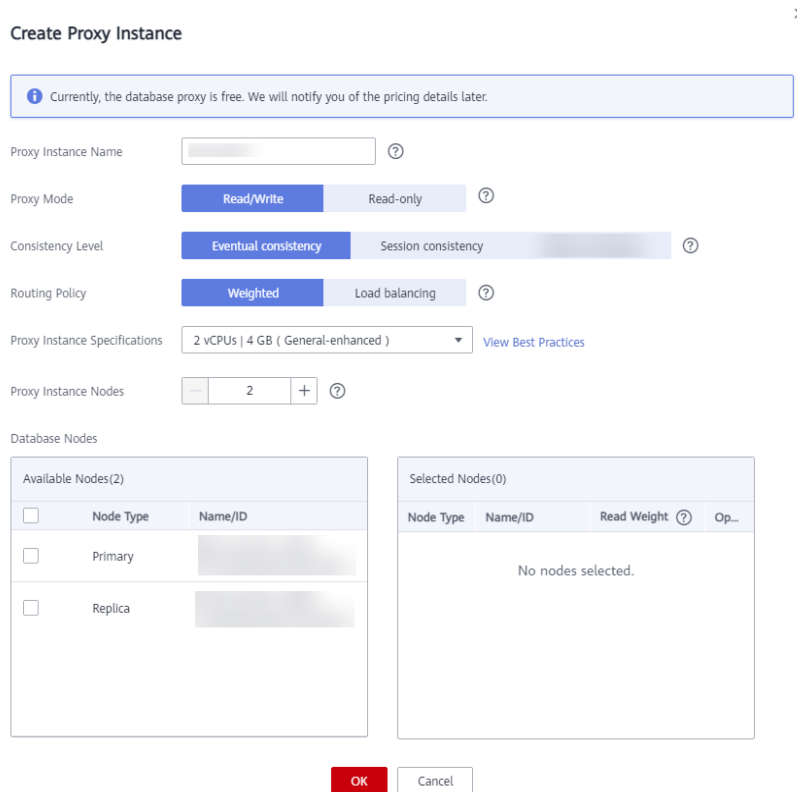 Create Proxy Instance
Currently, the database proxy is free. We will notify you of the pricing details later.
Proxy Instance Name
Proxy Mode Read/Write Read-only
Consistency Level Eventual consistency Session consistency
Routing Policy Weighted Load balancing
Proxy Instance Specifications 2 vCPUs | 4 GB ( General-enhanced ) View Best Practices
Proxy Instance Nodes 2
Database Nodes
Available Nodes(2) Selected Nodes(0)
Node Type Name/ID Node Type Name/ID Read Weight Op...
Primary
No nodes selected.
Replica
OK Cancel